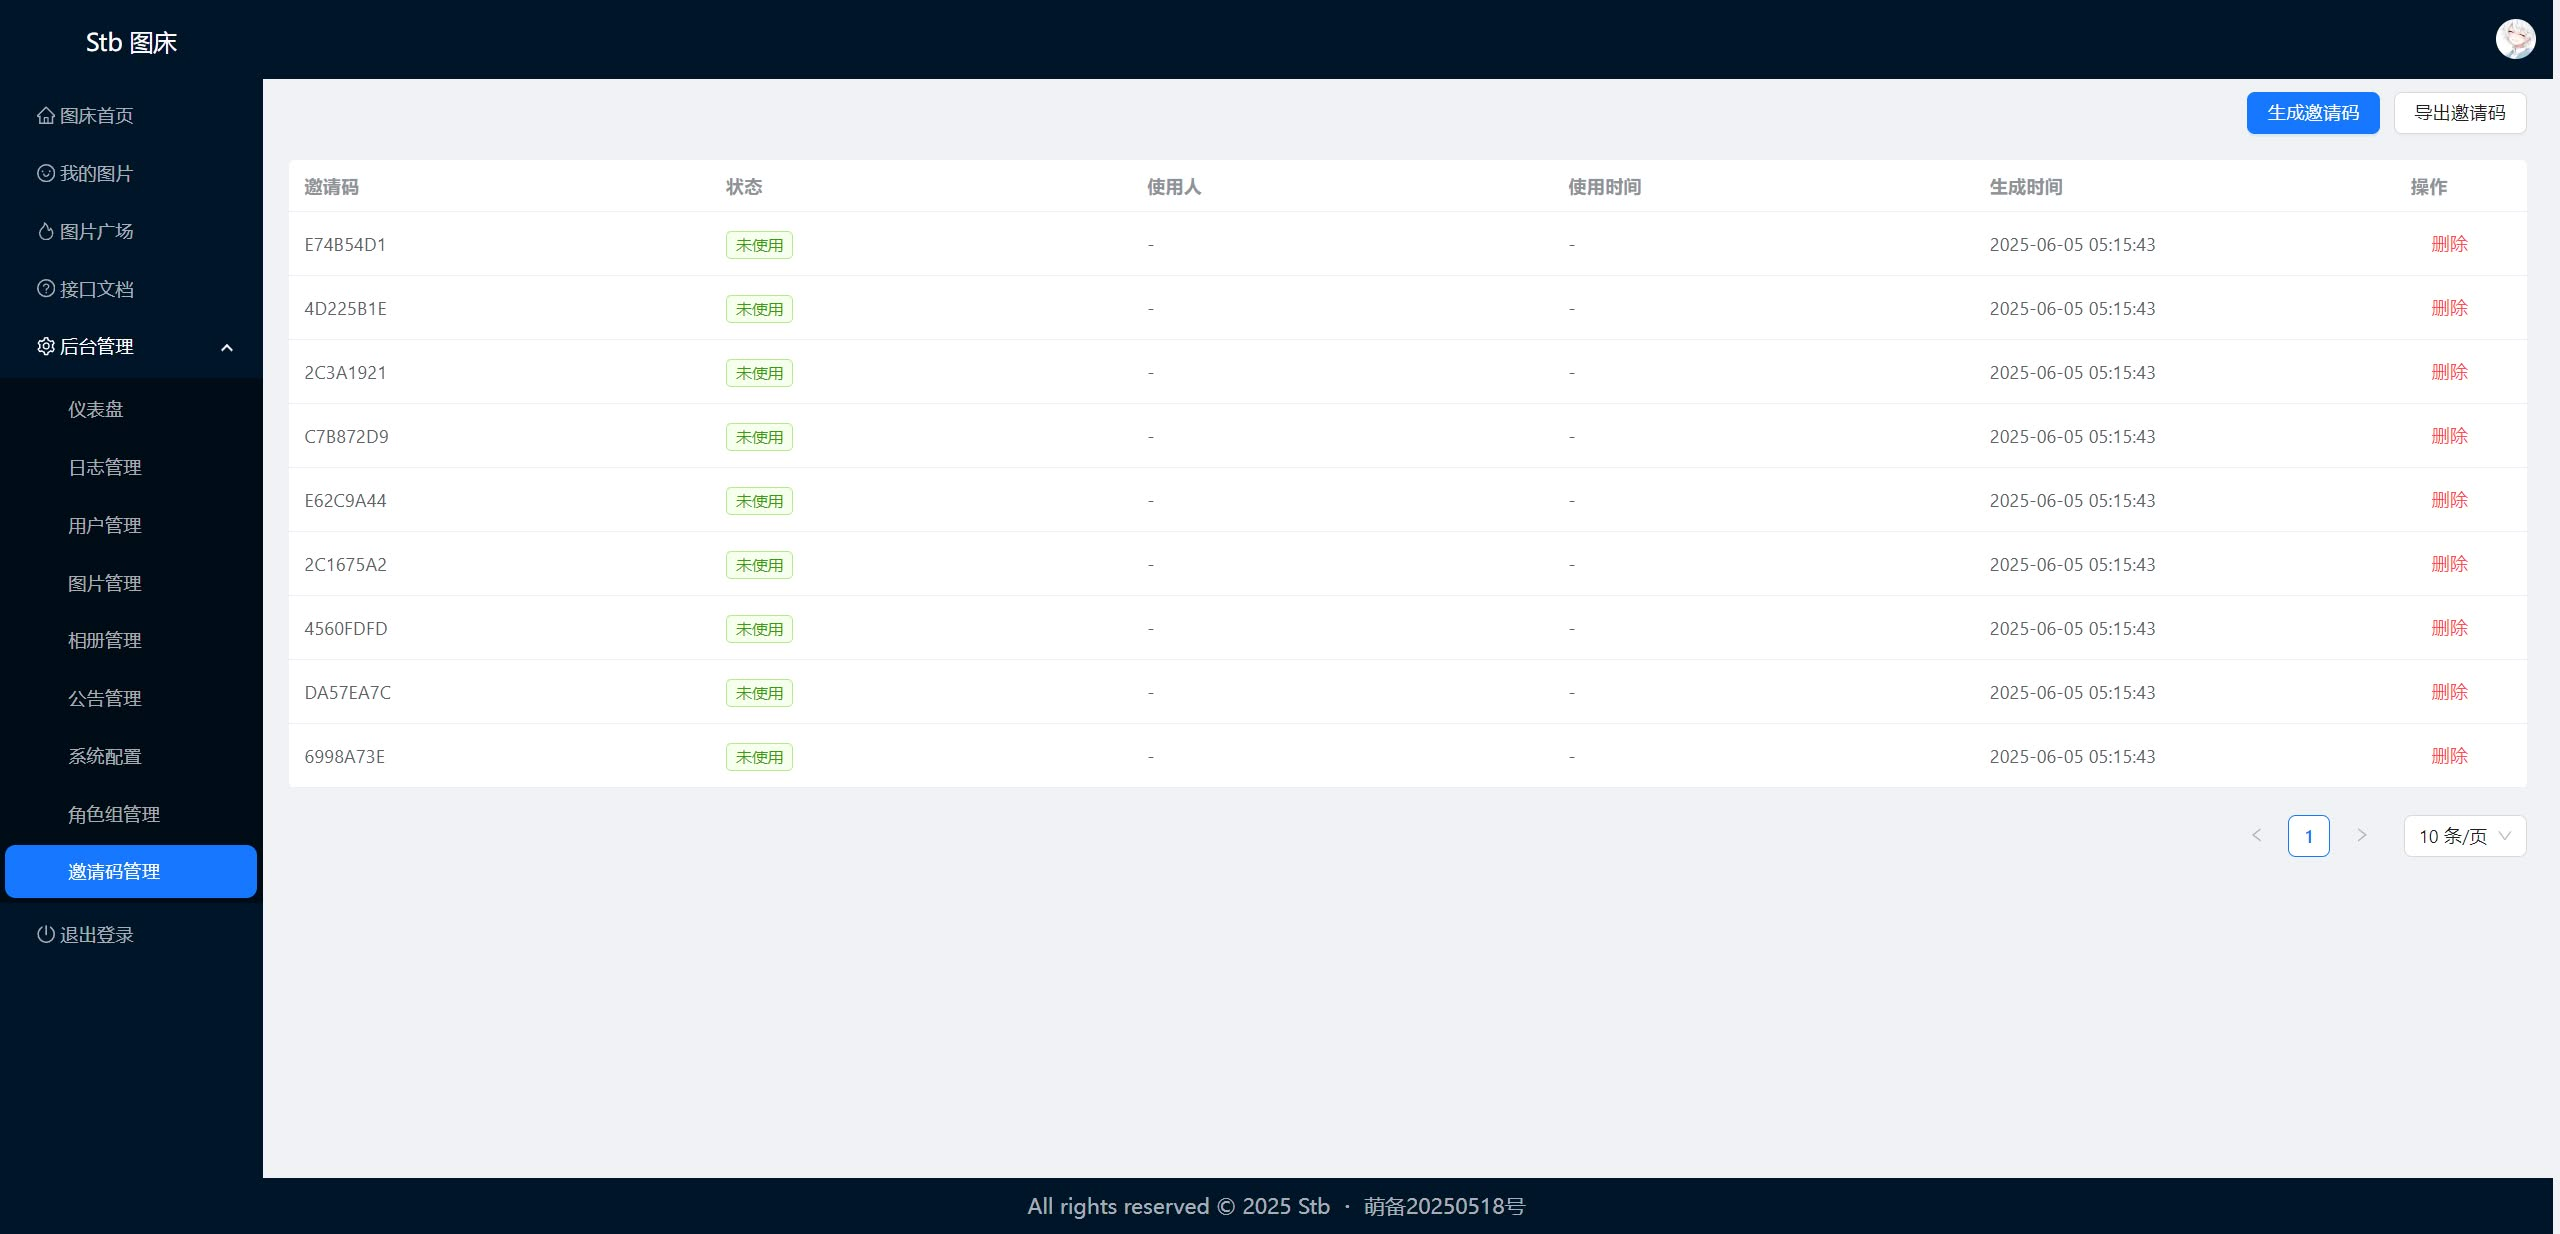 Stb 图床
图床首页
我的图片
图片广场
接口文档
后台管理
仪表盘
日志管理
用户管理
图片管理
相册管理
公告管理
系统配置
角色组管理
邀请码管理
退出登录
生成邀请码 导出邀请码
邀请码 状态 使用人 使用时间 生成时间 操作
E74B54D1 未使用 - - 2025-06-05 05:15:43 删除
4D225B1E 未使用 - - 2025-06-05 05:15:43 删除
2C3A1921 未使用 - - 2025-06-05 05:15:43 删除
C7B872D9 未使用 - - 2025-06-05 05:15:43 删除
E62C9A44 未使用 - - 2025-06-05 05:15:43 删除
2C1675A2 未使用 - - 2025-06-05 05:15:43 删除
4560FDFD 未使用 - - 2025-06-05 05:15:43 删除
DA57EA7C 未使用 - - 2025-06-05 05:15:43 删除
6998A73E 未使用 - - 2025-06-05 05:15:43 删除
1 10 条/页
All rights reserved © 2025 Stb · 萌备20250518号